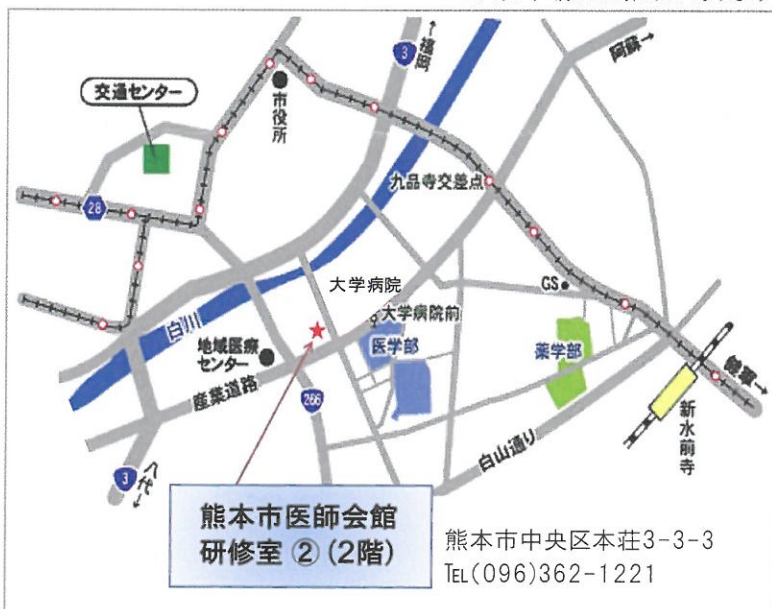 3
↑福岡
阿蘇→
交通センター
市役所
九品寺交差点
28
大学病院
GS
白川
大学病院前
医学部
薬学部
地域医療
センター
産業道路
266
健軍→
新水前寺
白山通り
3
八代↓
熊本市医師会館
研修室 ② (2階)
熊本市中央区本荘3-3-3
TEL(096)362-1221